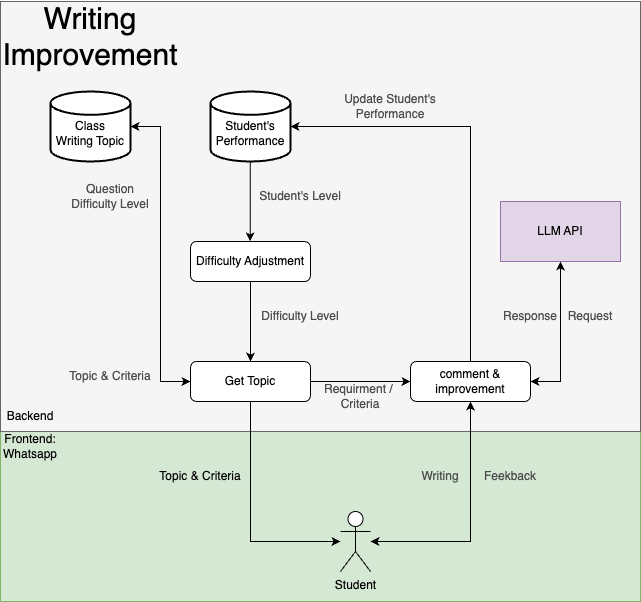 Writing
Improvement
Class
Writing Topic
Student's
Performance
Update Student's
Performance
Question
Difficulty Level
Student's Level
LLM API
Difficulty Adjustment
Difficulty Level
Response
Request
Topic & Criteria
Get Topic
Requirment /
Criteria
comment &
improvement
Backend
Frontend:
Whatsapp
Topic & Criteria
Writing
Feekback
Student